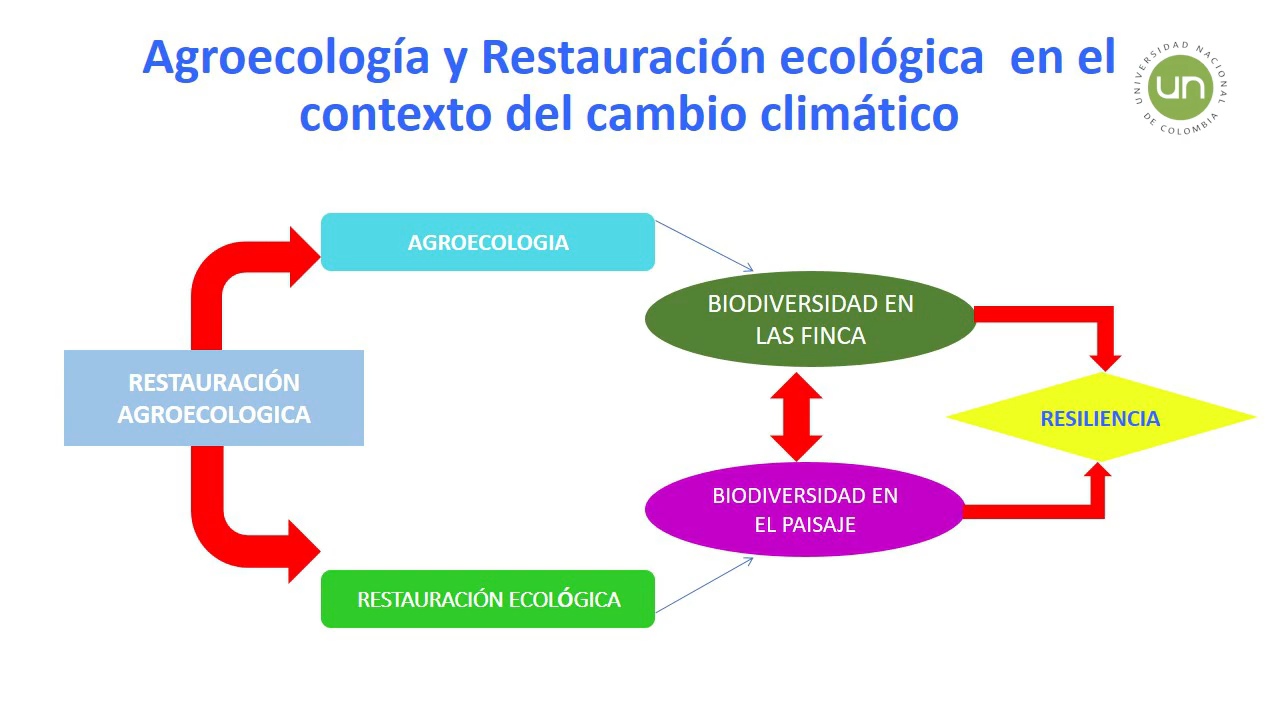 Agroecología y Restauración ecológica  en el
contexto del cambio climático
UNIVERSIDAD NACIONAL
DE COLOMBIA
un
AGROECOLOGIA
BIODIVERSIDAD EN
LAS FINCA
RESTAURACIÓN
AGROECOLOGICA
RESILIENCIA
BIODIVERSIDAD EN
EL PAISAJE
RESTAURACIÓN ECOLÓGICA